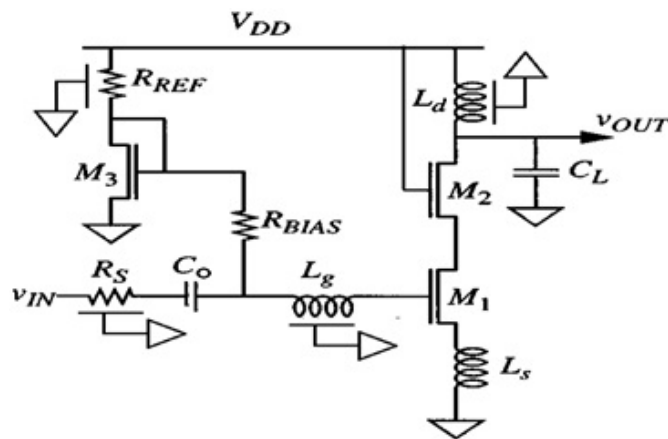 V_DD
R_REF
L_d
v_OUT
M_3
M_2
C_L
R_BIAS
R_S
C_o
L_g
v_IN
M_1
L_s